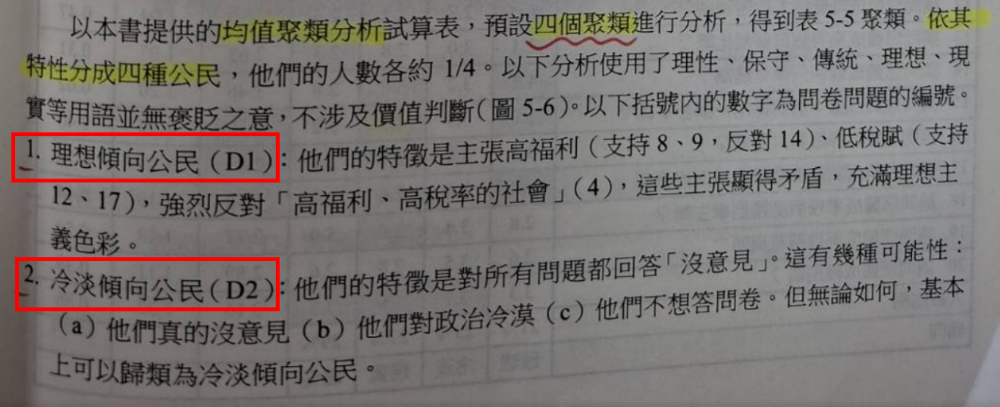 以本書提供的均值聚類分析試算表，預設四個聚類進行分析，得到表 5-5 聚類。依其
特性分成四種公民，他們的人數各約 1/4。以下分析使用了理性、保守、傳統、理想、現
實等用語並無褒貶之意，不涉及價值判斷（圖 5-6）。以下括號內的數字為問卷問題的編號。
1. 理想傾向公民（D1）：他們的特徵是主張高福利（支持 8、9，反對 14）、低稅賦（支持
12、17），強烈反對「高福利、高稅率的社會」（4），這些主張顯得矛盾，充滿理想主
義色彩。
2. 冷淡傾向公民（D2）：他們的特徵是對所有問題都回答「沒意見」。這有幾種可能性：
（a）他們真的沒意見（b）他們對政治冷漠（c）他們不想答問卷。但無論如何，基本
上可以歸類為冷淡傾向公民。